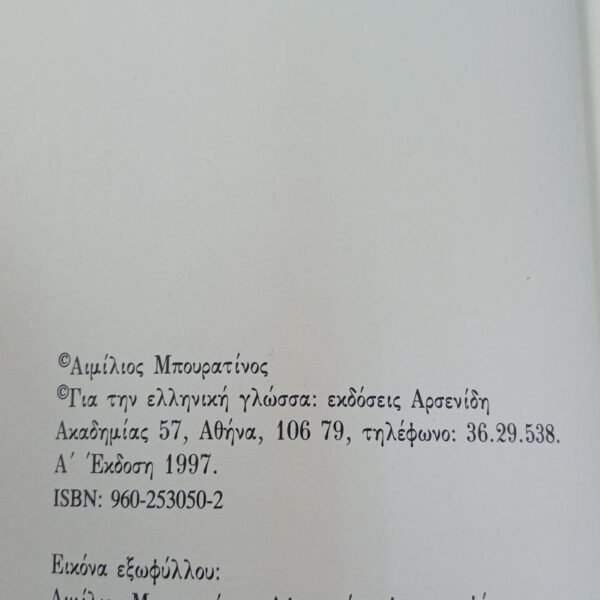 ©Αιμίλιος Μπουρατίνος
©Για την ελληνική γλώσσα: εκδόσεις Αρσενίδη
Ακαδημίας 57, Αθήνα, 106 79, τηλέφωνο: 36.29.538.
Α΄ Έκδοση 1997.
ISBN: 960-253050-2
Εικόνα εξωφύλλου: